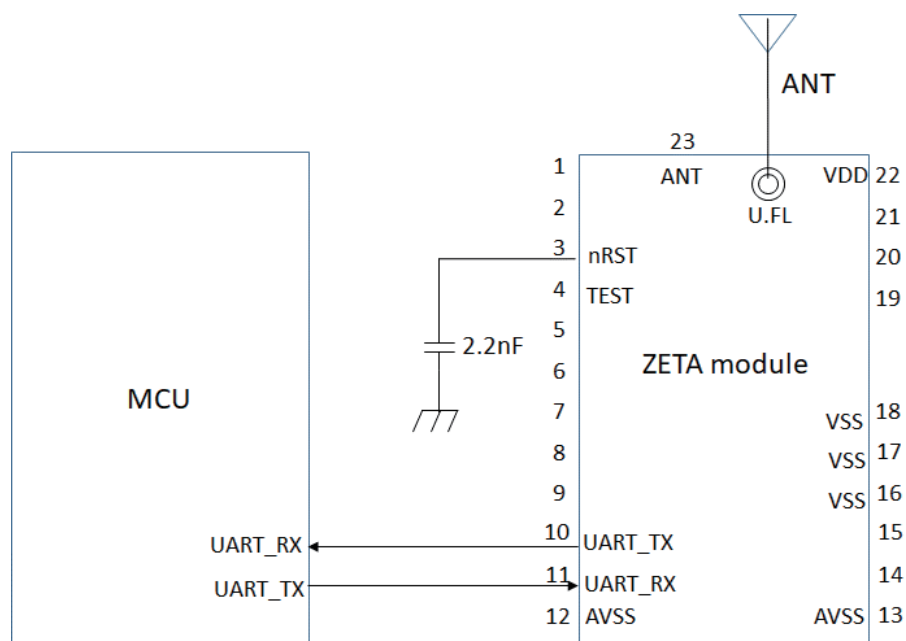 ANT
23
1
ANT
VDD
22
2
U.FL
21
3
nRST
20
4
TEST
19
5
2.2nF
ZETA module
6
MCU
7
VSS
18
8
VSS
17
9
VSS
16
UART_RX
10
UART_TX
15
UART_TX
11
UART_RX
14
12
AVSS
AVSS
13